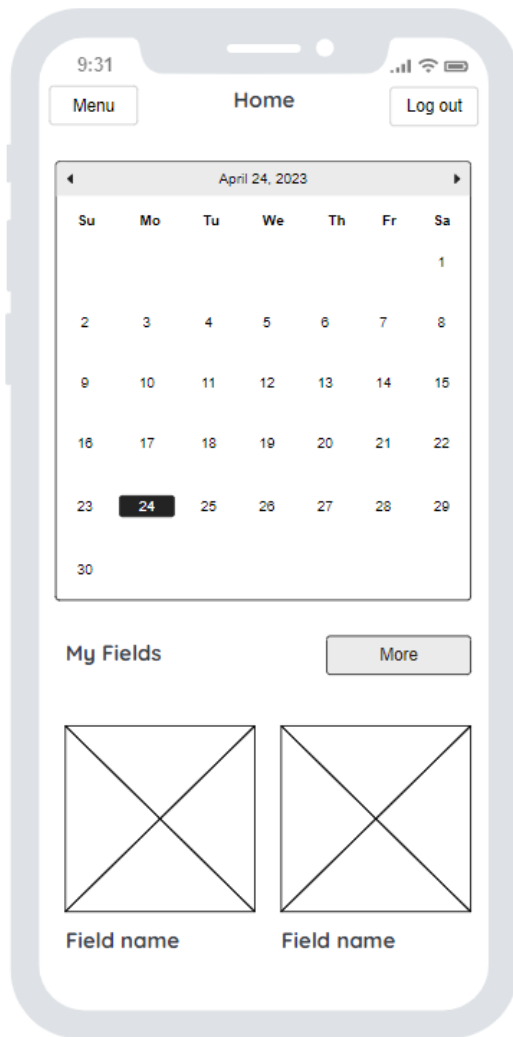 9:31
Menu Home Log out
April 24, 2023
Su Mo Tu We Th Fr Sa
1
2 3 4 5 6 7 8
9 10 11 12 13 14 15
16 17 18 19 20 21 22
23 24 25 26 27 28 29
30
My Fields More
Field name Field name